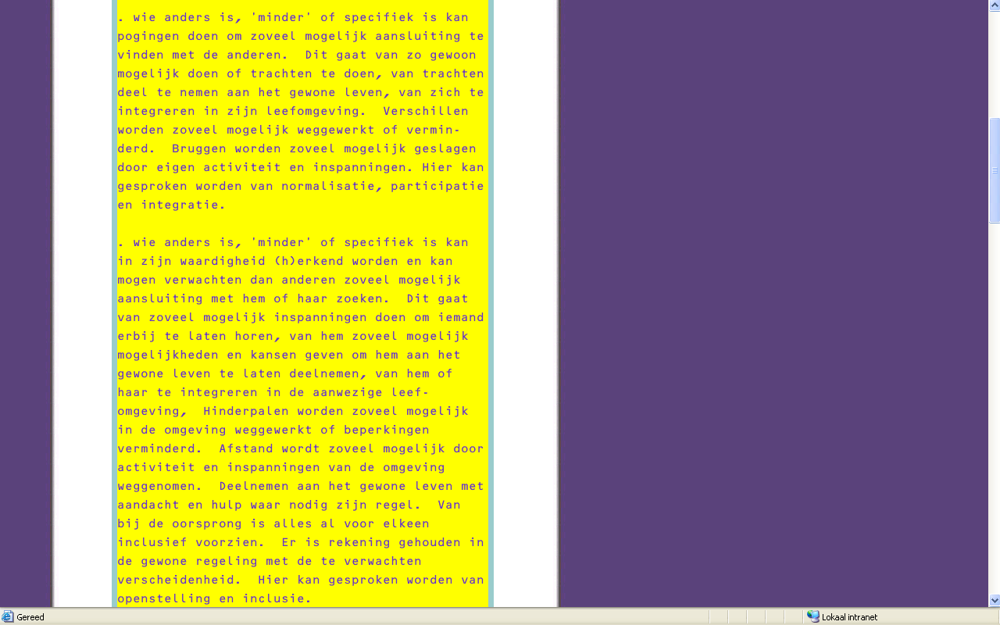 . wie anders is, 'minder' of specifiek is kan
pogingen doen om zoveel mogelijk aansluiting te
vinden met de anderen.  Dit gaat van zo gewoon
mogelijk doen of trachten te doen, van trachten
deel te nemen aan het gewone leven, van zich te
integreren in zijn leefomgeving.  Verschillen
worden zoveel mogelijk weggewerkt of vermin-
derd.  Bruggen worden zoveel mogelijk geslagen
door eigen activiteit en inspanningen. Hier kan
gesproken worden van normalisatie, participatie
en integratie.
. wie anders is, 'minder' of specifiek is kan
in zijn waardigheid (h)erkend worden en kan
mogen verwachten dan anderen zoveel mogelijk
aansluiting met hem of haar zoeken.  Dit gaat
van zoveel mogelijk inspanningen doen om iemand
erbij te laten horen, van hem zoveel mogelijk
mogelijkheden en kansen geven om hem aan het
gewone leven te laten deelnemen, van hem of
haar te integreren in de aanwezige leef-
omgeving,  Hinderpalen worden zoveel mogelijk
in de omgeving weggewerkt of beperkingen
verminderd.  Afstand wordt zoveel mogelijk door
activiteit en inspanningen van de omgeving
weggenomen.  Deelnemen aan het gewone leven met
aandacht en hulp waar nodig zijn regel.  Van
bij de oorsprong is alles al voor elkeen
inclusief voorzien.  Er is rekening gehouden in
de gewone regeling met de te verwachten
verscheidenheid.  Hier kan gesproken worden van
openstelling en inclusie.
Gereed
Lokaal intranet